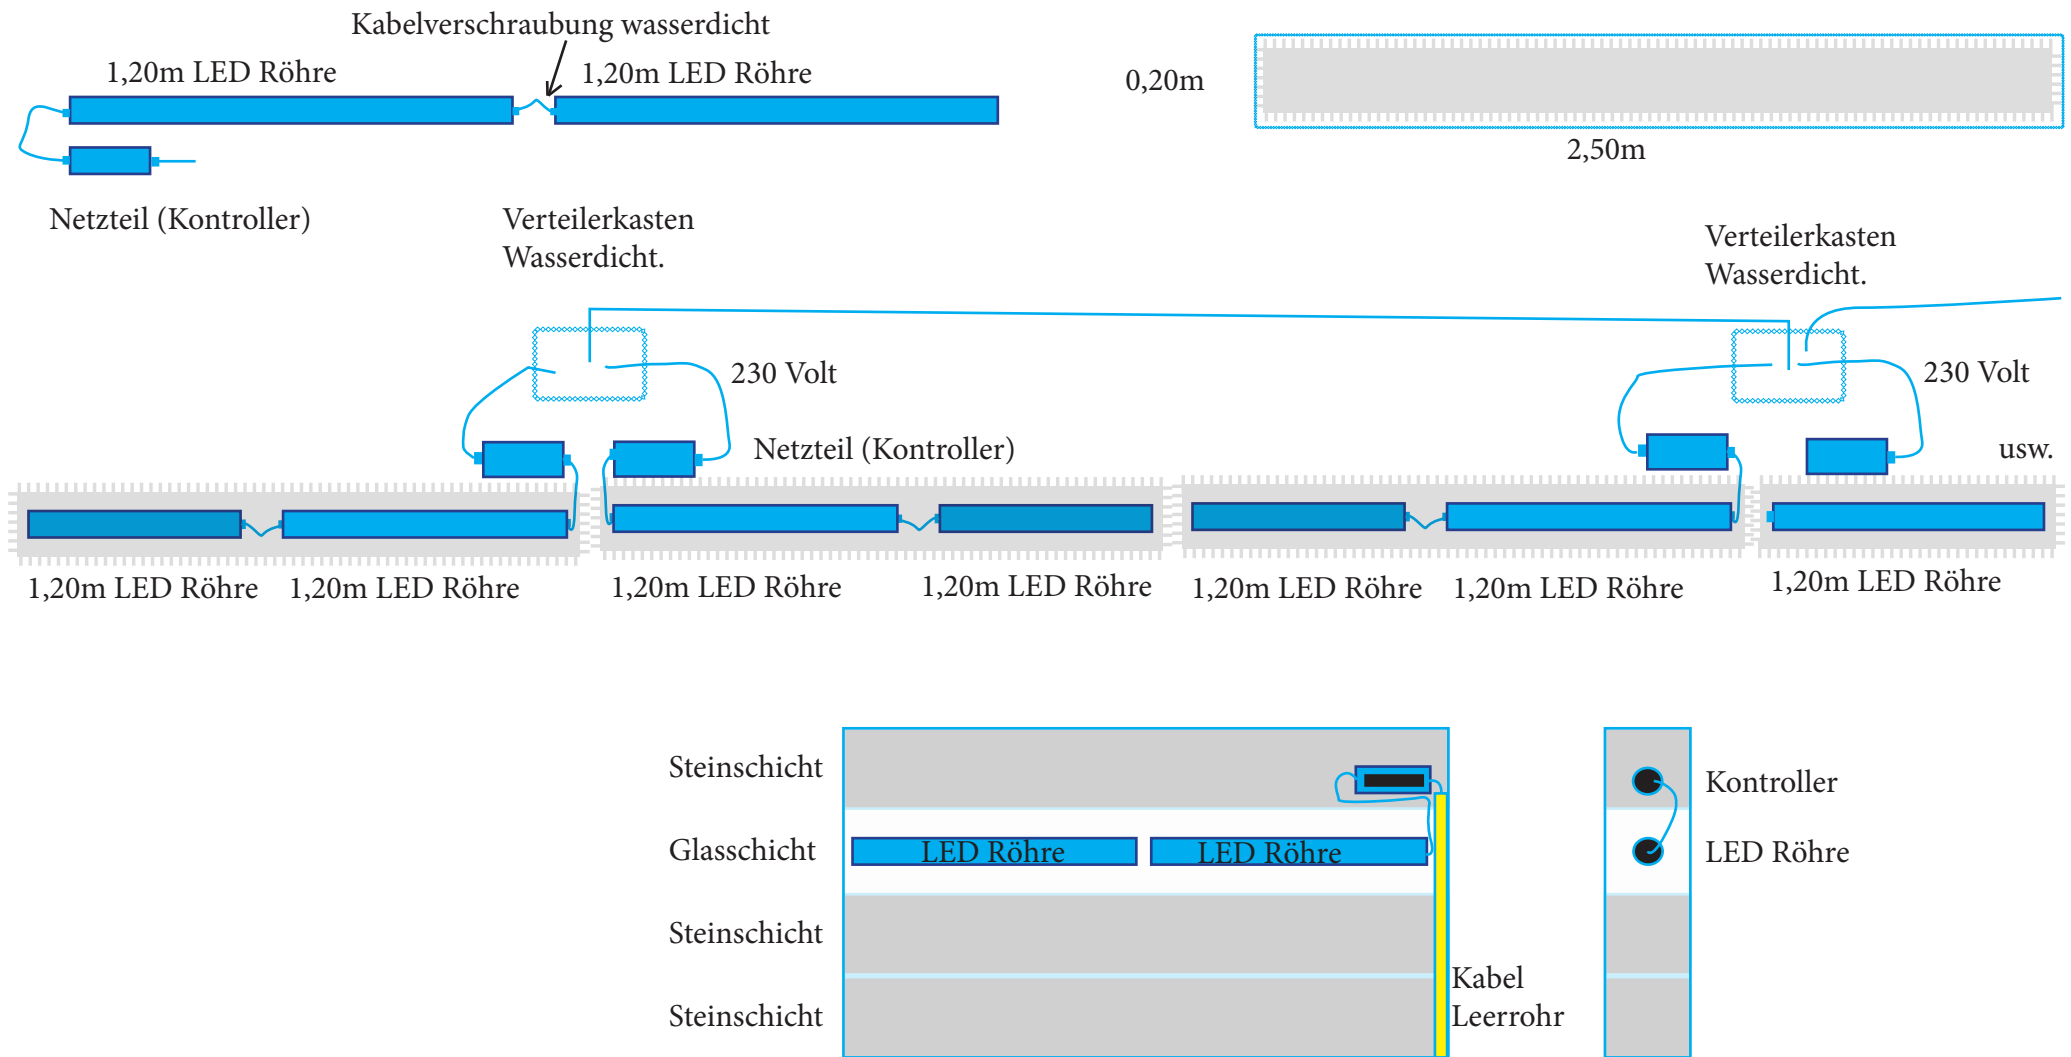 Kabelverschraubung wasserdicht
1,20m LED Röhre
1,20m LED Röhre
0,20m
2,50m
Netzteil (Kontroller)
Verteilerkasten
Wasserdicht.
Verteilerkasten
Wasserdicht.
230 Volt
230 Volt
Netzteil (Kontroller)
usw.
1,20m LED Röhre
1,20m LED Röhre
1,20m LED Röhre
1,20m LED Röhre
1,20m LED Röhre
1,20m LED Röhre
1,20m LED Röhre
Steinschicht
Kontroller
Glasschicht
LED Röhre
LED Röhre
LED Röhre
Steinschicht
Kabel
Leerrohr
Steinschicht